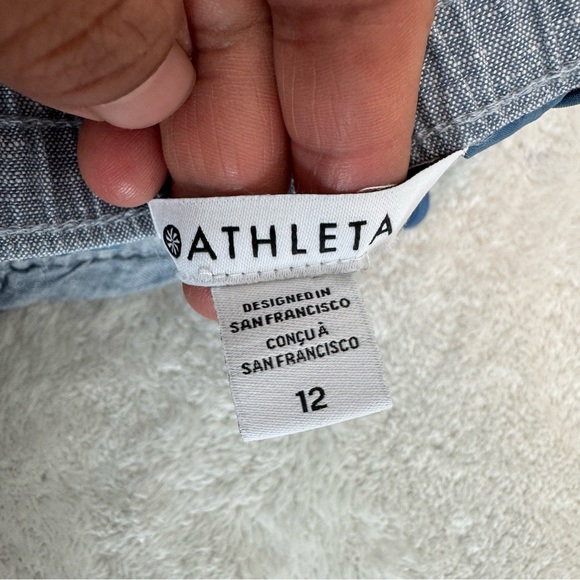 ATHLETA
DESIGNED IN
SAN FRANCISCO
CONÇU À
SAN FRANCISCO
12